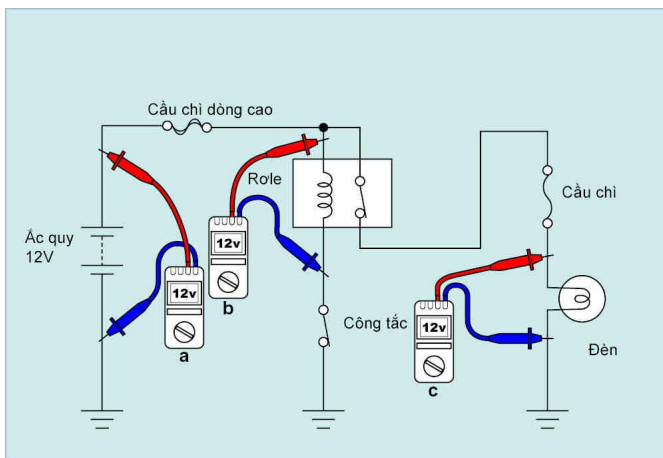 Cầu chì dòng cao
Rơle
Cầu chì
Ắc quy
12V
12v
b
12v
a
Công tắc
12v
c
Đèn